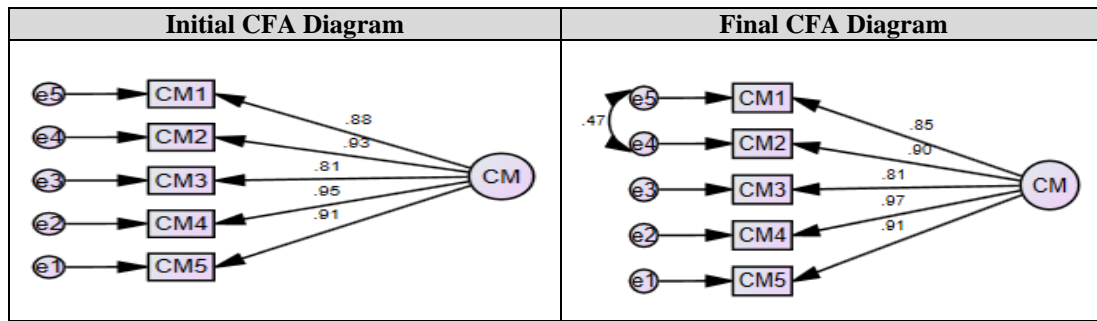 Initial CFA Diagram
Final CFA Diagram
e5
CM1
.88
e4
CM2
.93
e3
CM3
.81
CM
e2
CM4
.95
e1
CM5
.91
.47
e5
CM1
.85
e4
CM2
.90
e3
CM3
.81
CM
e2
CM4
.97
e1
CM5
.91